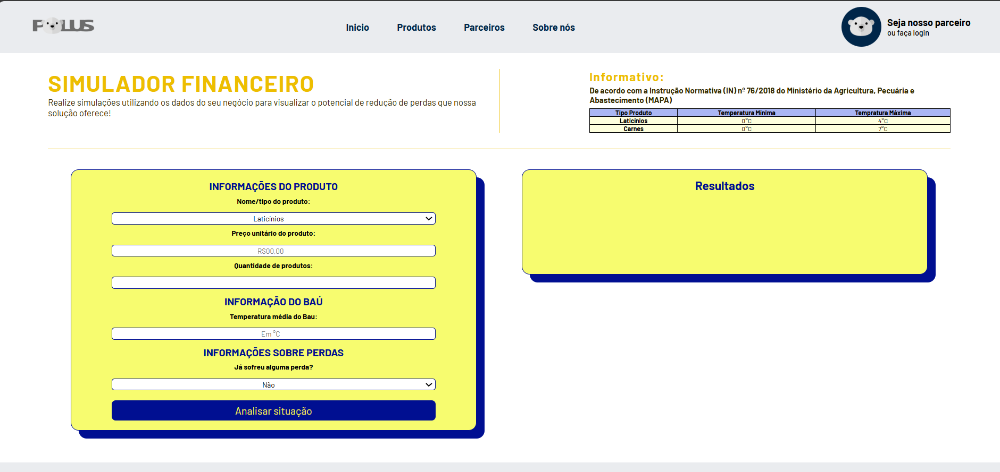 POLUS
Inicio Produtos Parceiros Sobre nós
Seja nosso parceiro
ou faça login
SIMULADOR FINANCEIRO
Realize simulações utilizando os dados do seu negócio para visualizar o potencial de redução de perdas que nossa
solução oferece!
Informativo:
De acordo com a Instrução Normativa (IN) nº 76/2018 do Ministério da Agricultura, Pecuária e
Abastecimento (MAPA)
Tipo Produto Temperatura Mínima Tempratura Máxima
Laticínios 0°C 4°C
Carnes 0°C 7°C
INFORMAÇÕES DO PRODUTO
Nome/tipo do produto:
Laticínios
Preço unitário do produto:
R$00,00
Quantidade de produtos:
INFORMAÇÃO DO BAÚ
Temperatura média do Bau:
Em °C
INFORMAÇÕES SOBRE PERDAS
Já sofreu alguma perda?
Não
Analisar situação
Resultados